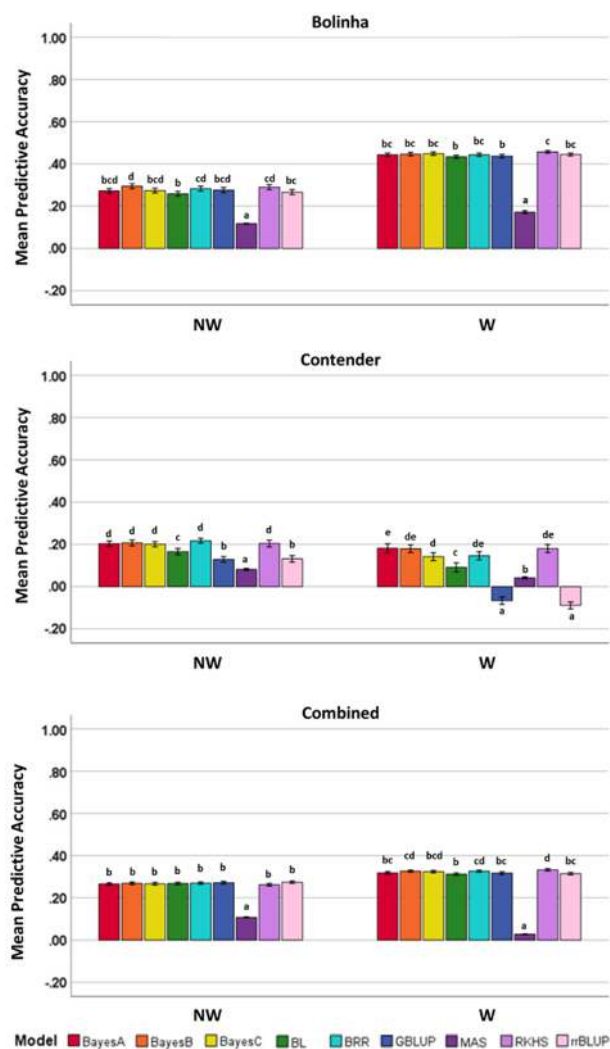 Bolinha
Mean Predictive Accuracy
1.00
.80
.60
.40
.20
.00
-.20
bcd d bcd b cd bcd a cd bc
bc bc bc b bc b a c bc
NW W
Contender
Mean Predictive Accuracy
1.00
.80
.60
.40
.20
.00
-.20
d d d c d b a d b
e de d c de a b de a
NW W
Combined
Mean Predictive Accuracy
1.00
.80
.60
.40
.20
.00
-.20
b b b b b b a b b
bc cd bcd b cd bc a d bc
NW W
Model BayesA BayesB BayesC BL BRR GBLUP MAS RKHS rrBLUP